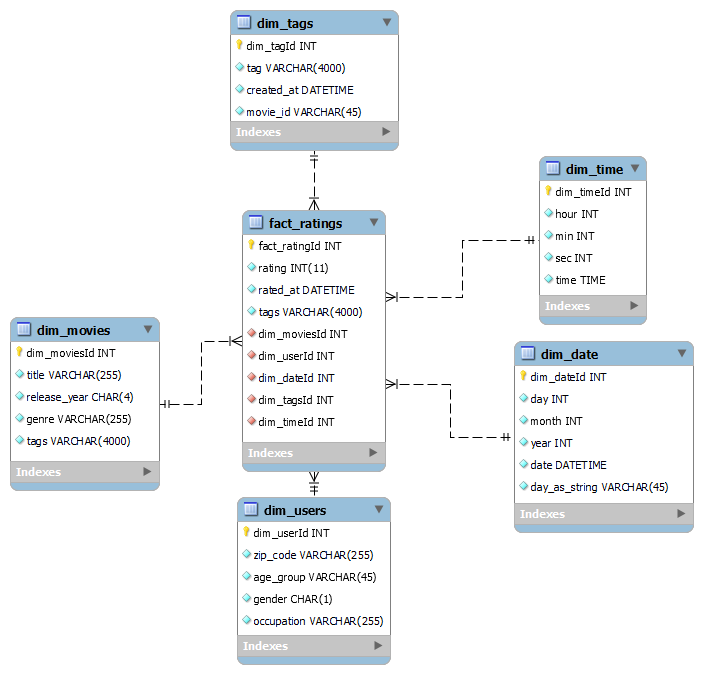 dim_tags
dim_tagId INT
tag VARCHAR(4000)
created_at DATETIME
movie_id VARCHAR(45)
Indexes
dim_time
dim_timeId INT
hour INT
min INT
sec INT
time TIME
Indexes
fact_ratings
fact_ratingId INT
rating INT(11)
rated_at DATETIME
tags VARCHAR(4000)
dim_moviesId INT
dim_userId INT
dim_dateId INT
dim_tagsId INT
dim_timeId INT
Indexes
dim_movies
dim_moviesId INT
title VARCHAR(255)
release_year CHAR(4)
genre VARCHAR(255)
tags VARCHAR(4000)
Indexes
dim_date
dim_dateId INT
day INT
month INT
year INT
date DATETIME
day_as_string VARCHAR(45)
Indexes
dim_users
dim_userId INT
zip_code VARCHAR(255)
age_group VARCHAR(45)
gender CHAR(1)
occupation VARCHAR(255)
Indexes